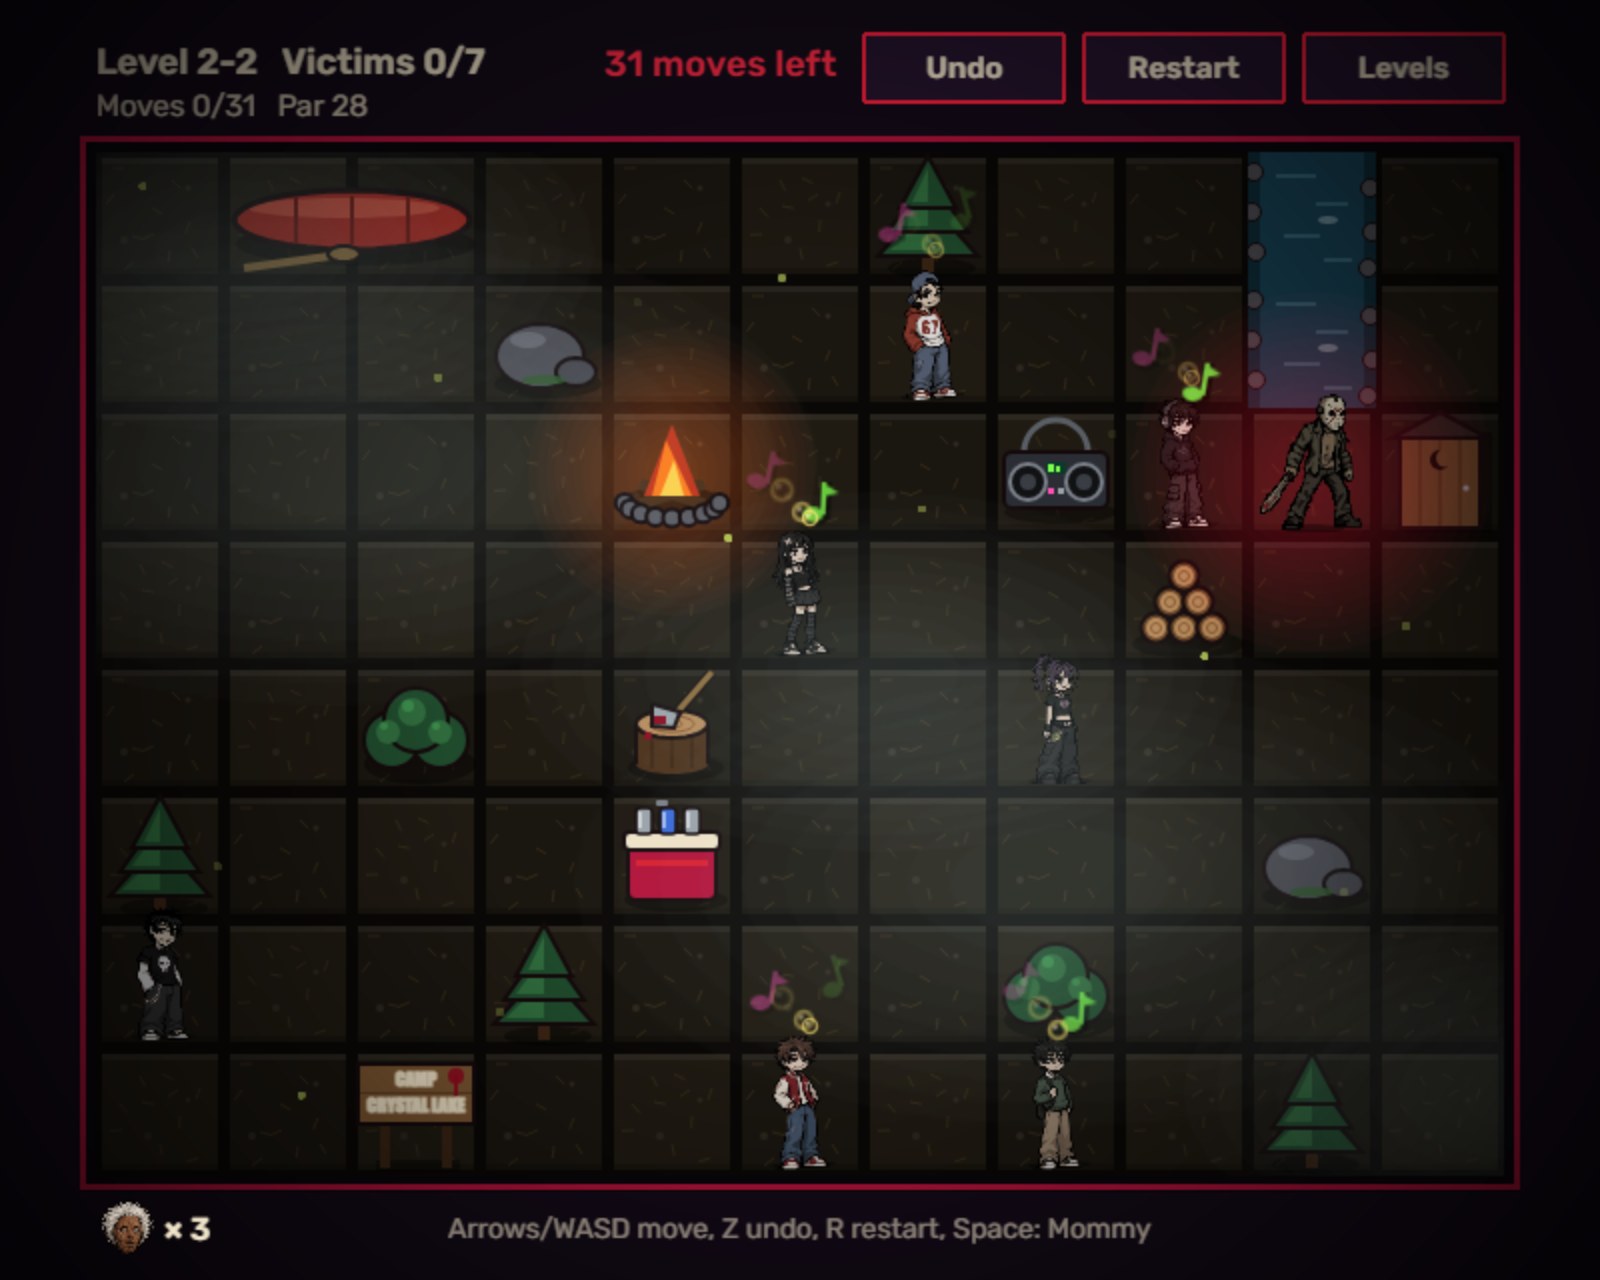 Level 2-2 Victims 0/7
31 moves left
Undo
Restart
Levels
Moves 0/31 Par 28
67
CAMP
CRYSTAL LAKE
× 3
Arrows/WASD move, Z undo, R restart, Space: Mommy